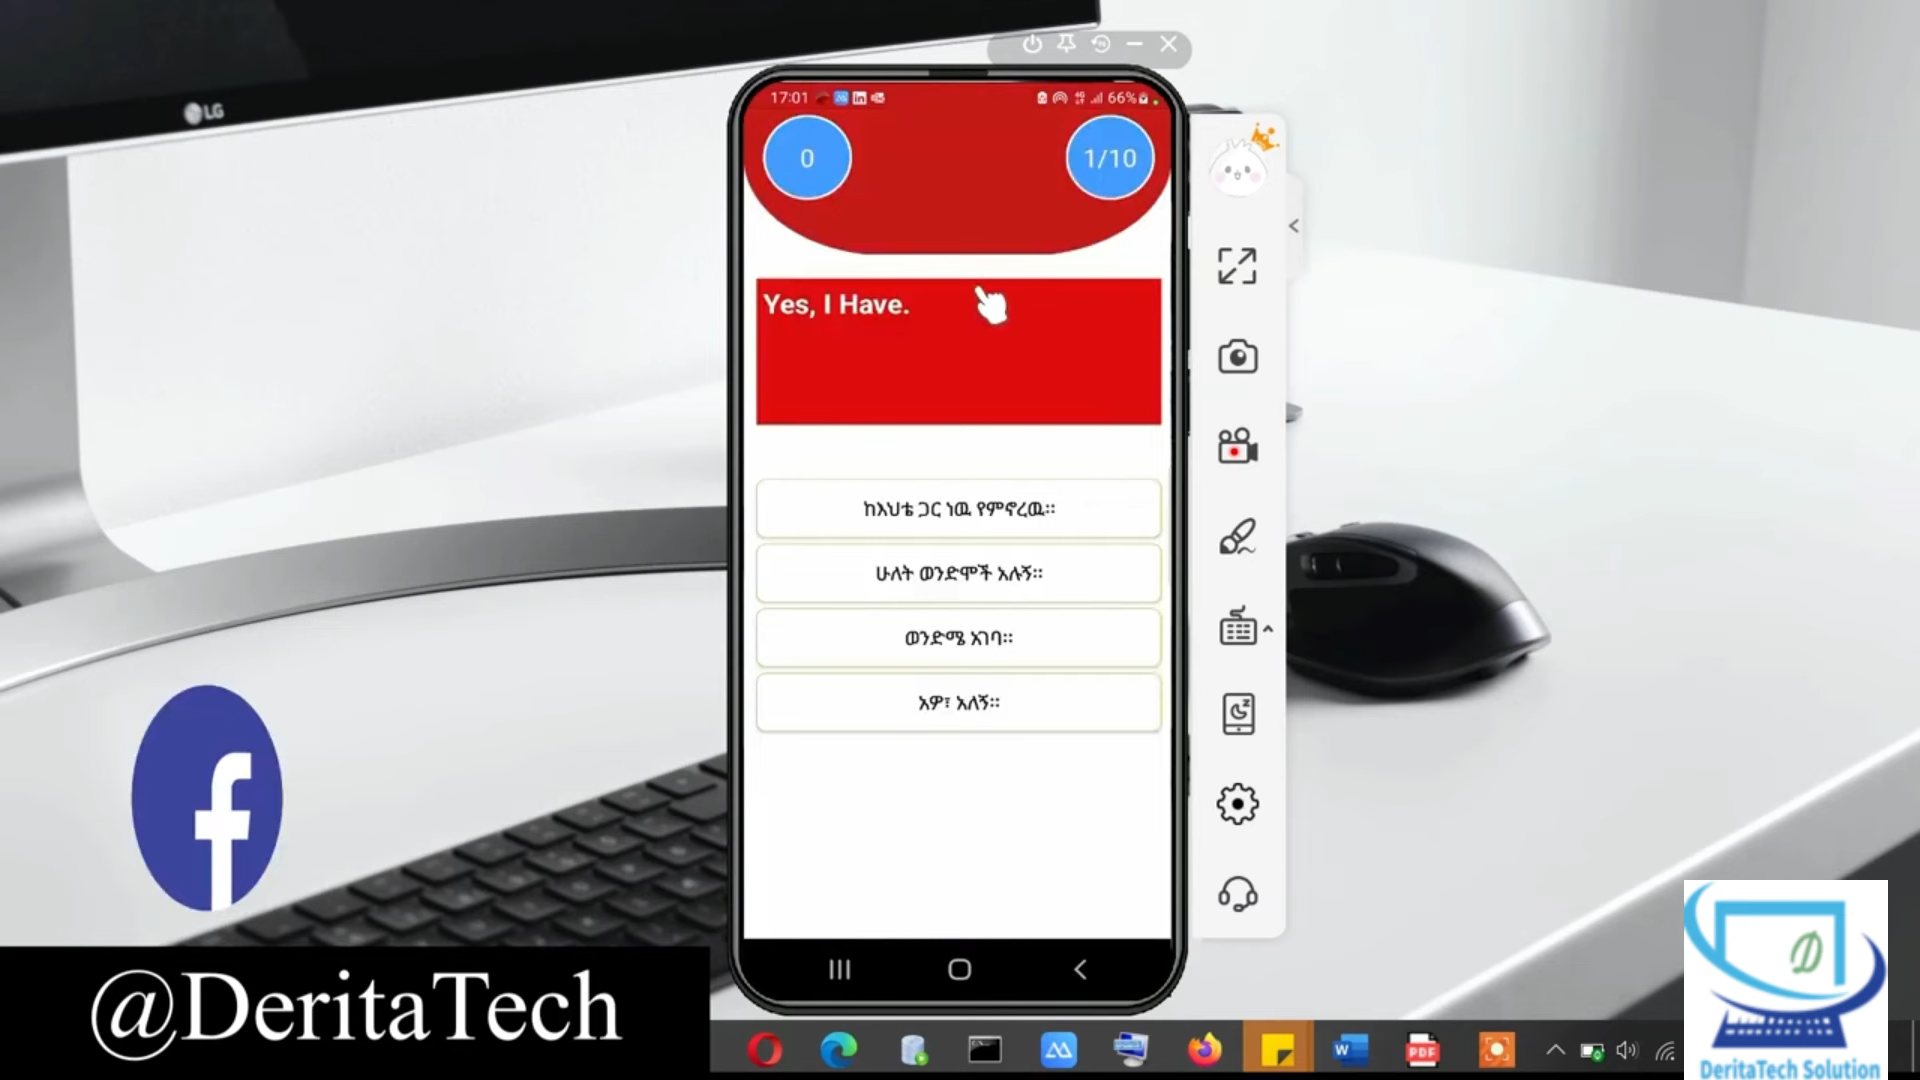 LG
17:01
66%
0
1/10
Yes, I Have.
ከእህቴ ጋር ነዉ የምኖረዉ።
ሁለት ወንድሞች አሉኝ።
ወንድሜ አገባ።
አዎ፣ አለኝ።
@DeritaTech
W
PDF
DeritaTech Solution